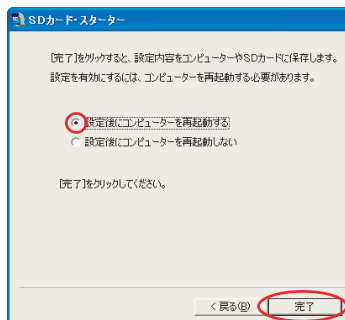 SDカード・スターター
[完了]をクリックすると、設定内容をコンピューターやSDカードに保存します。
設定を有効にするには、コンピューターを再起動する必要があります。
設定後にコンピューターを再起動する
設定後にコンピューターを再起動しない
[完了]をクリックしてください。
< 戻る(B)
完了